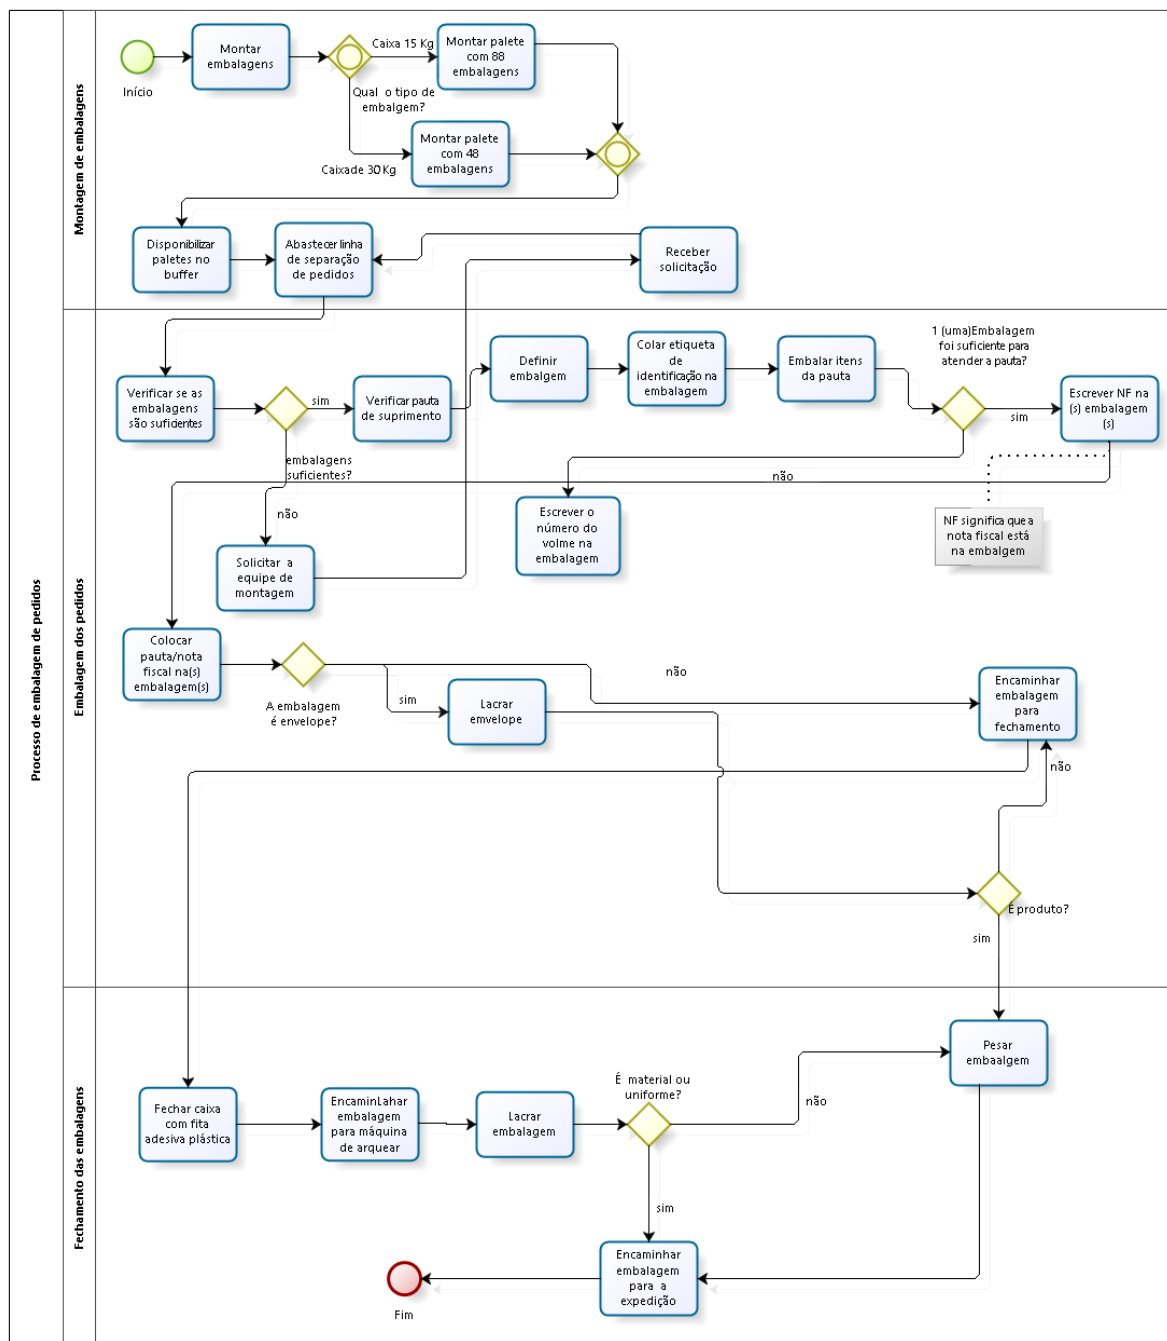 Processo de embalagem de pedidos
Montagem de embalagens
Início
Montar
embalagens
Caixa 15 Kg
Qual o tipo de
embalgem?
Caixade 30 Kg
Montar palete
com 88
embalagens
Montar palete
com 48
embalagens
Disponibilizar
paletes no
buffer
Abastecer linha
de separação
de pedidos
Receber
solicitação
Embalagem dos pedidos
Verificar se as
embalagens
são suficientes
sim
embalagens
suficientes?
não
Verificar pauta
de suprimento
Solicitar a
equipe de
montagem
Definir
embalgem
Colar etiqueta
de
identificação na
embalagem
Embalar itens
da pauta
1 (uma)Embalagem
foi suficiente para
atender a pauta?
sim
não
Escrever NF na
(s) embalagem
(s)
Escrever o
número do
volme na
embalagem
NF significa que a
nota fiscal está
na embalgem
Colocar
pauta/nota
fiscal na(s)
embalagem(s)
A embalagem
é envelope?
sim
não
Lacrar
emvelope
Encaminhar
embalagem
para
fechamento
não
É produto?
sim
Fechamento das embalagens
Fechar caixa
com fita
adesiva plástica
EncaminLahar
embalagem
para máquina
de arquear
Lacrar
embalagem
É material ou
uniforme?
não
sim
Pesar
embaalgem
Encaminhar
embalagem
para a
expedição
Fim